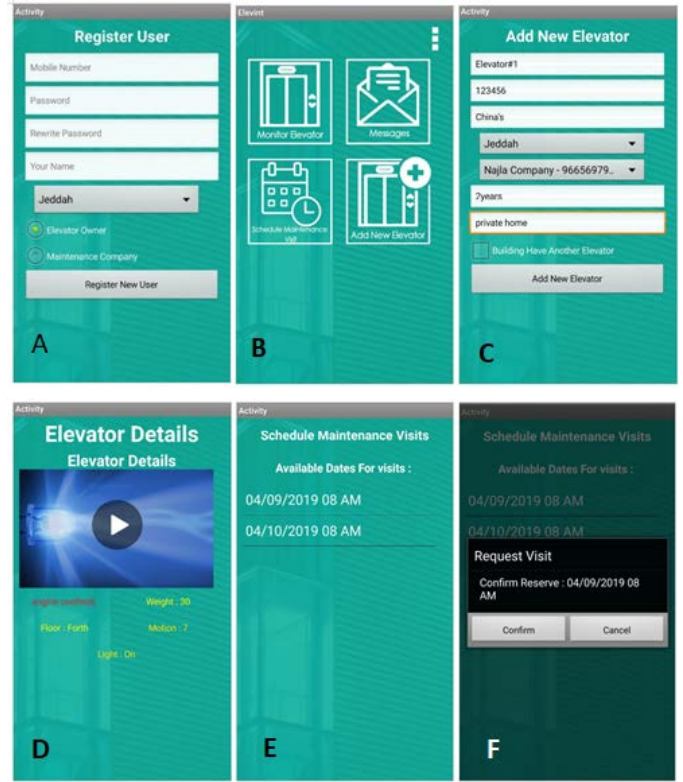 Activity
Register User
Mobile Number
Password
Rewrite Password
Your Name
Jeddah
Elevator Owner
Maintenance Company
Register New User
A
Elevint
Monitor Elevator
Messages
Schedule Maintenance
Visit
Add New Elevator
B
Activity
Add New Elevator
Elevator#1
123456
China's
Jeddah
Najla Company - 96656979..
7years
private home
Building Have Another Elevator
Add New Elevator
C
Activity
Elevator Details
Elevator Details
engine
Weight : 30
Floor : Forth
Motion : 7
Light : On
D
Activity
Schedule Maintenance Visits
Available Dates For visits :
04/09/2019 08 AM
04/10/2019 08 AM
E
Activity
Schedule Maintenance Visits
Available Dates For visits :
04/09/2019 08 AM
04/10/2019 08 AM
Request Visit
Confirm Reserve : 04/09/2019 08
AM
Confirm
Cancel
F